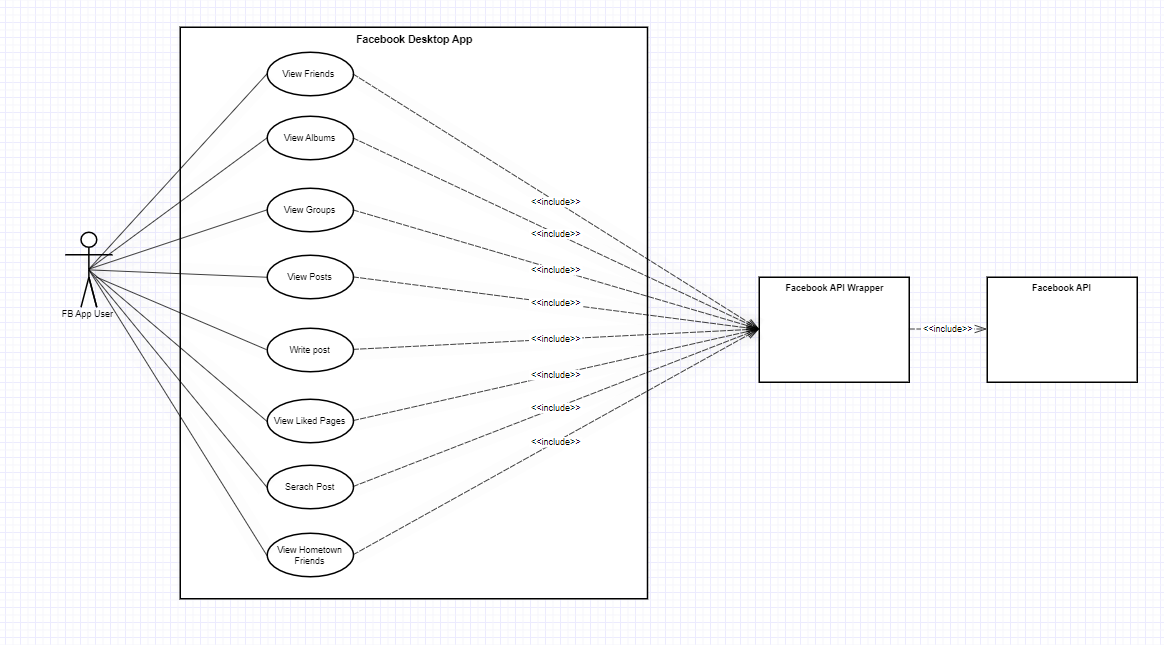 Facebook Desktop App
View Friends
View Albums
<<include>>
View Groups
<<include>>
<<include>>
View Posts
Facebook API Wrapper
Facebook API
<<include>>
FB App User
<<include>>
<<include>>
Write post
<<include>>
<<include>>
View Liked Pages
<<include>>
Serach Post
View Hometown
Friends